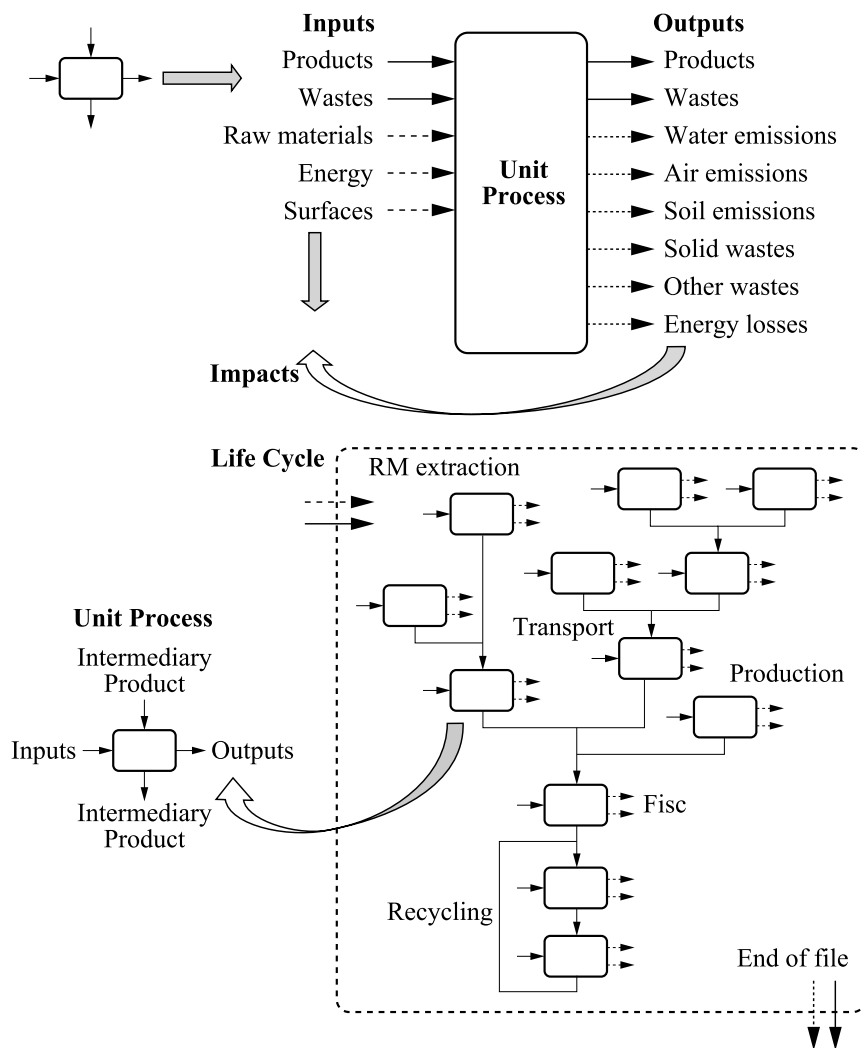 Inputs
Outputs
Products
Products
Wastes
Wastes
Raw materials
Water emissions
Energy
Unit
Process
Air emissions
Surfaces
Soil emissions
Solid wastes
Other wastes
Energy losses
Impacts
Life Cycle
RM extraction
Unit Process
Transport
Intermediary
Product
Production
Inputs
Outputs
Intermediary
Product
Fisc
Recycling
End of file